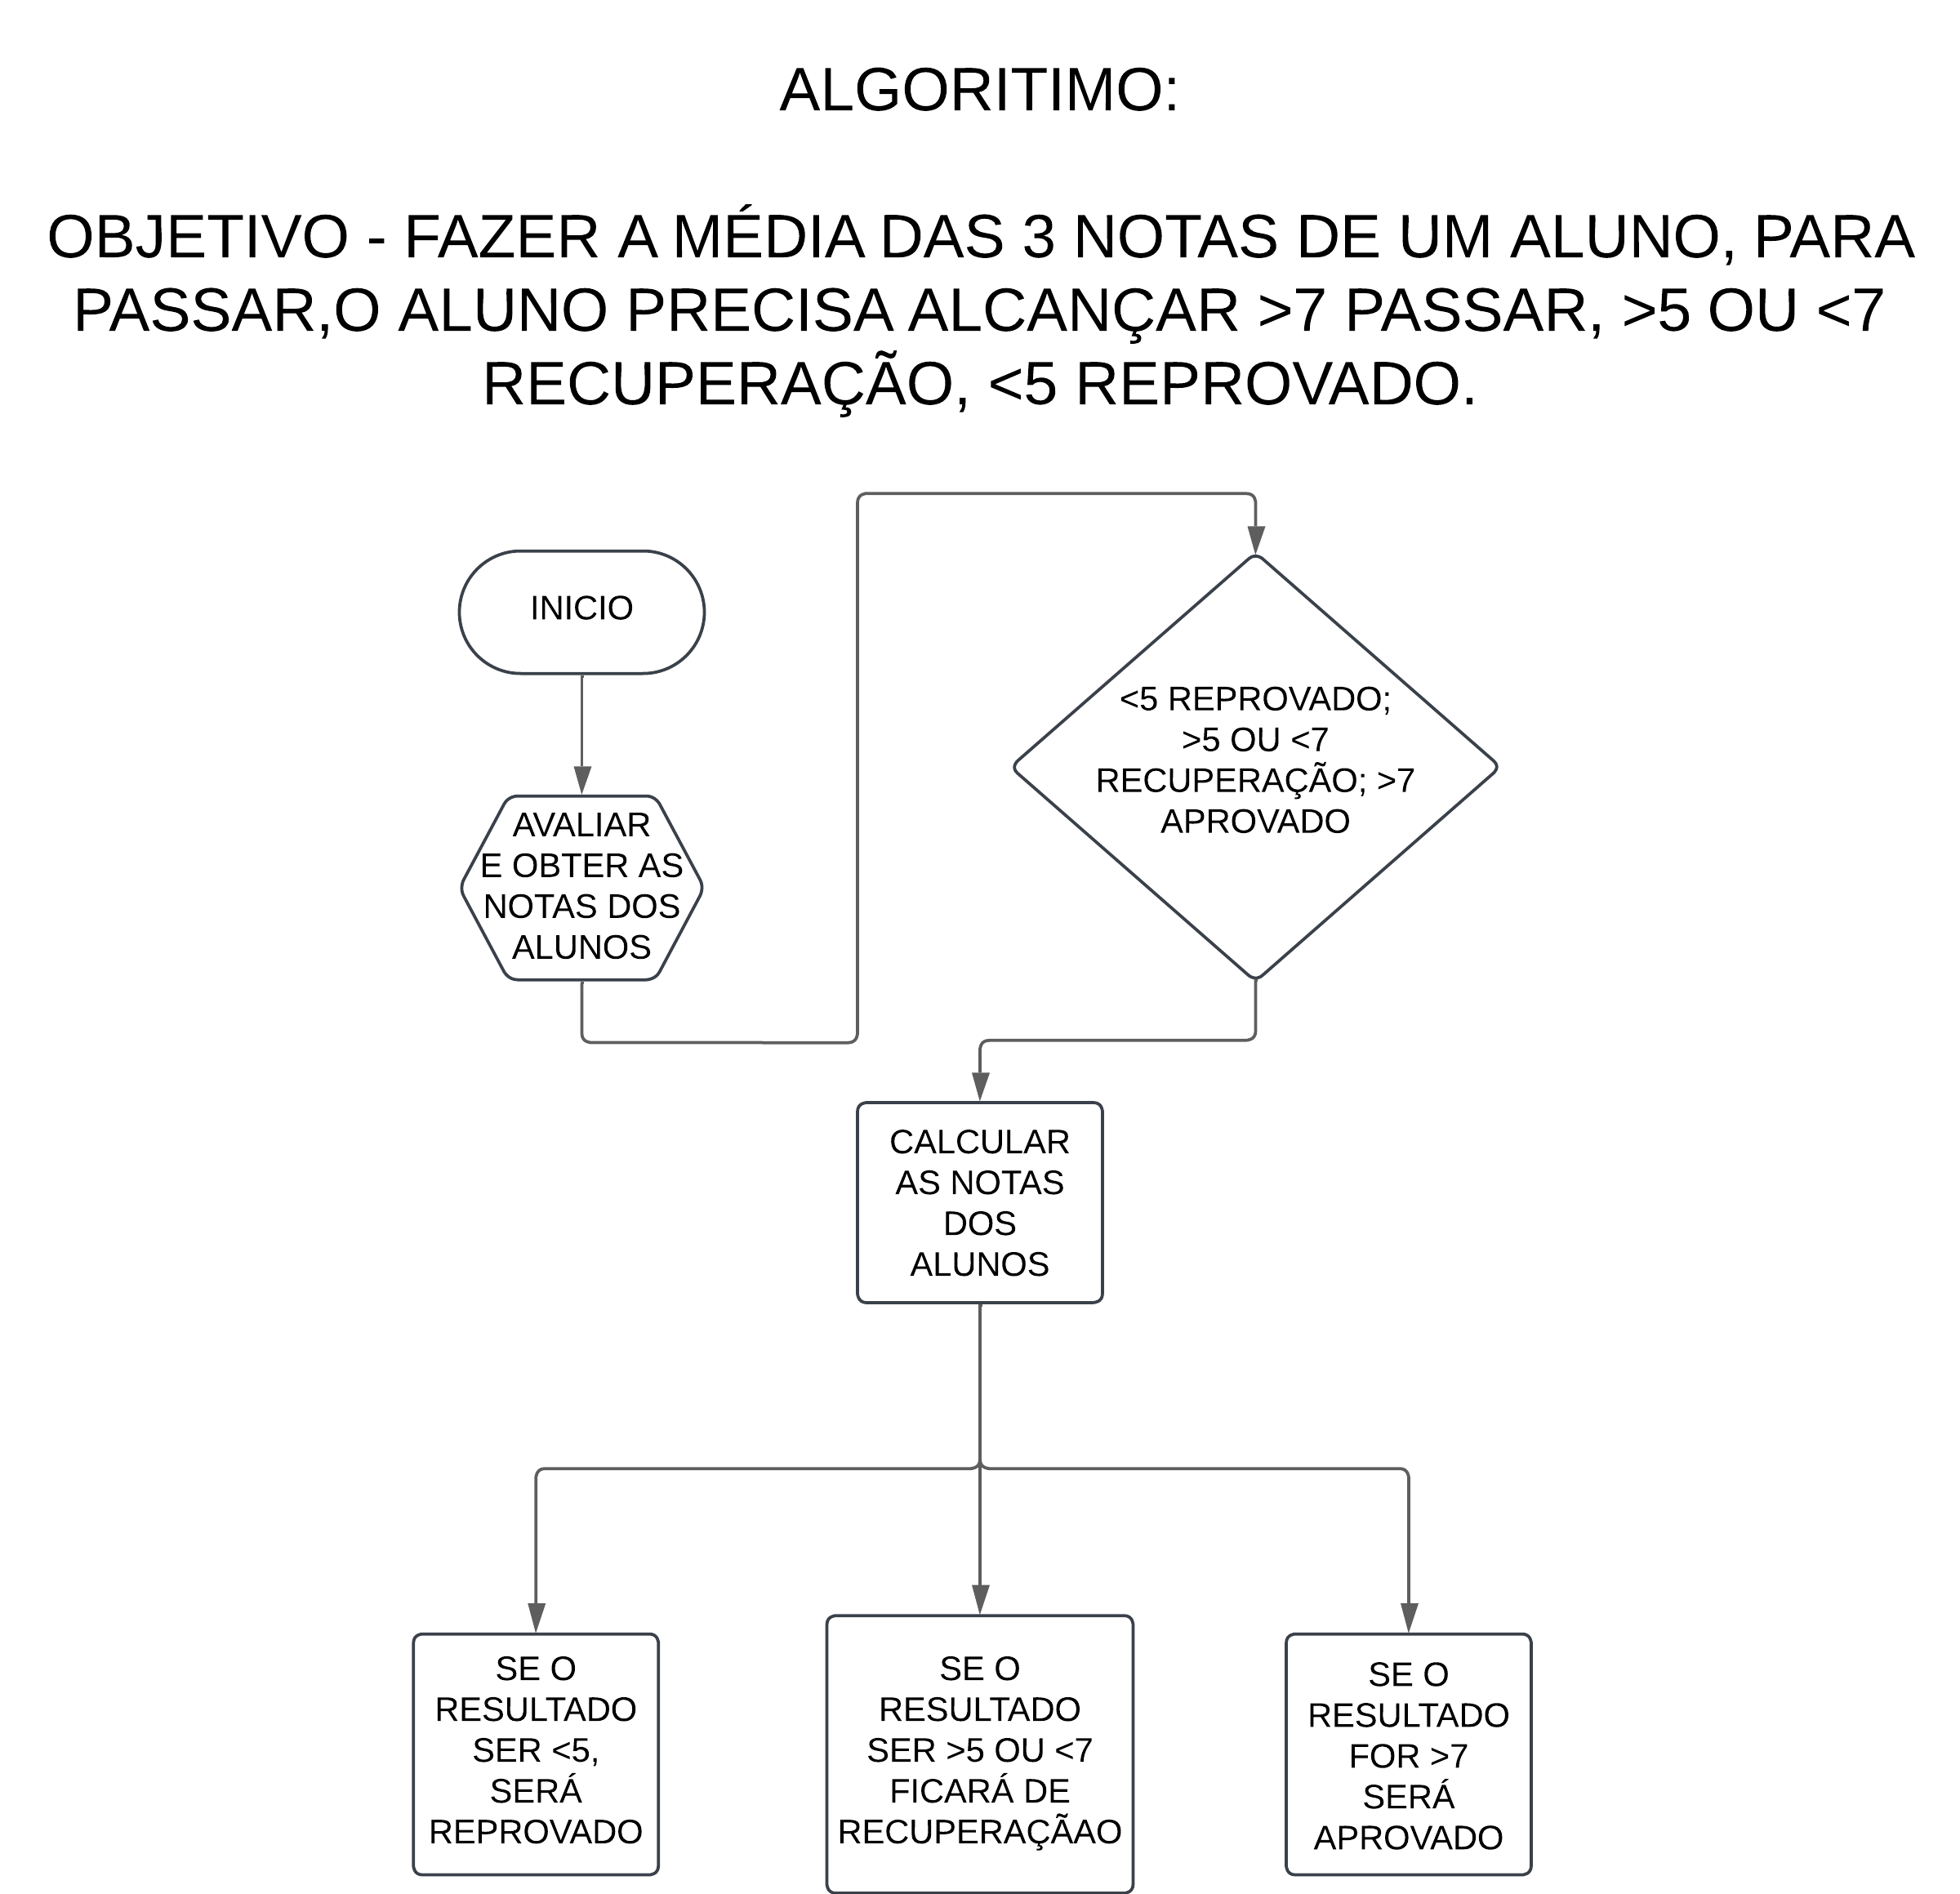 ALGORITIMO:
OBJETIVO - FAZER A MÉDIA DAS 3 NOTAS DE UM ALUNO, PARA
PASSAR,O ALUNO PRECISA ALCANÇAR >7 PASSAR, >5 OU <7
RECUPERAÇÃO, <5 REPROVADO.
INICIO
AVALIAR
E OBTER AS
NOTAS DOS
ALUNOS
<5 REPROVADO;
>5 OU <7
RECUPERAÇÃO; >7
APROVADO
CALCULAR
AS NOTAS
DOS
ALUNOS
SE O
RESULTADO
SER <5,
SERÁ
REPROVADO
SE O
RESULTADO
SER >5 OU <7
FICARÁ DE
RECUPERAÇÃAO
SE O
RESULTADO
FOR >7
SERÁ
APROVADO